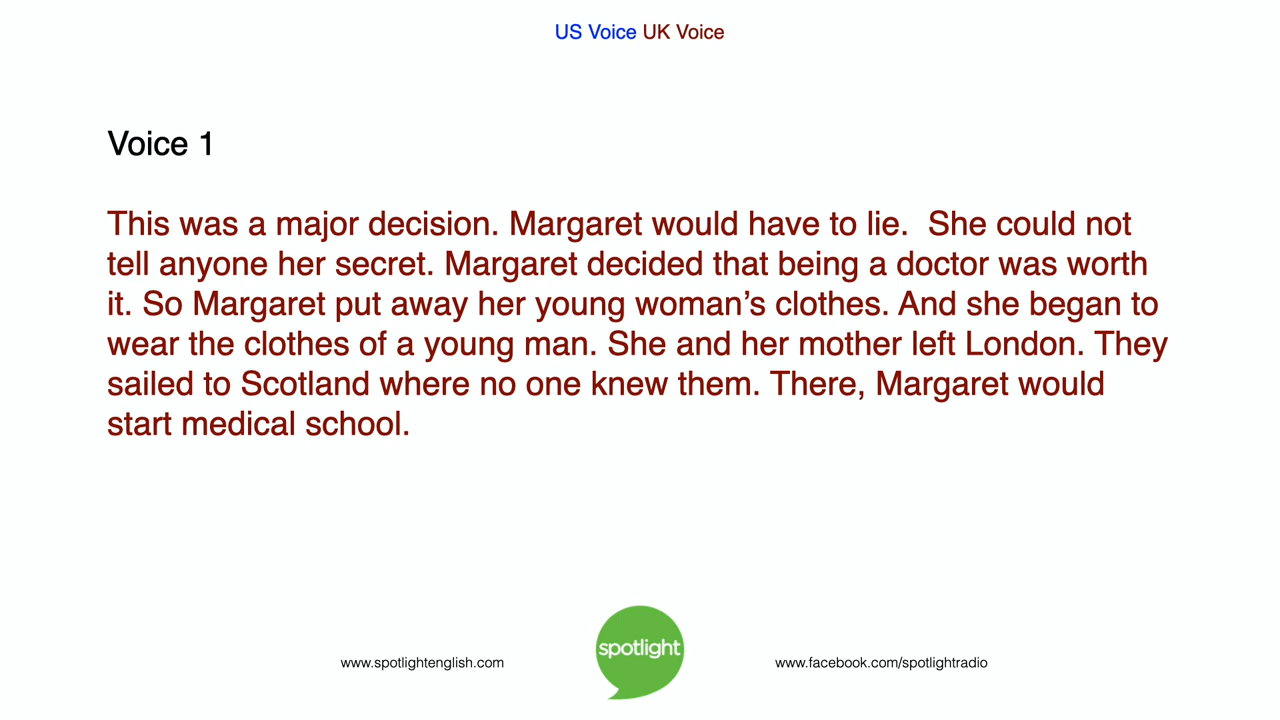 US Voice UK Voice
Voice 1
This was a major decision. Margaret would have to lie.  She could not
tell anyone her secret. Margaret decided that being a doctor was worth
it. So Margaret put away her young woman’s clothes. And she began to
wear the clothes of a young man. She and her mother left London. They
sailed to Scotland where no one knew them. There, Margaret would
start medical school.
spotlight
www.spotlightenglish.com
www.facebook.com/spotlightradio